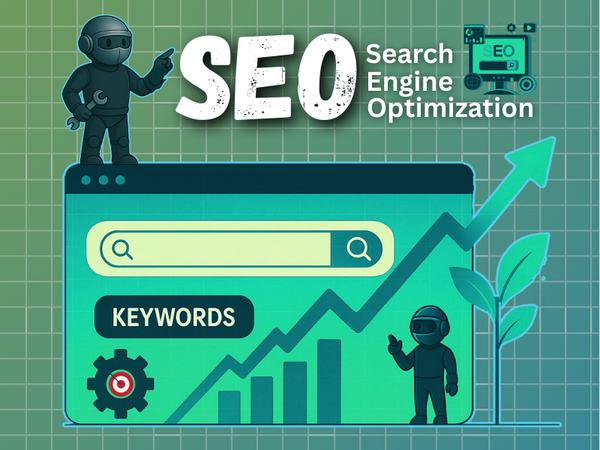 SEO
Search
Engine
Optimization
SEO
KEYWORDS